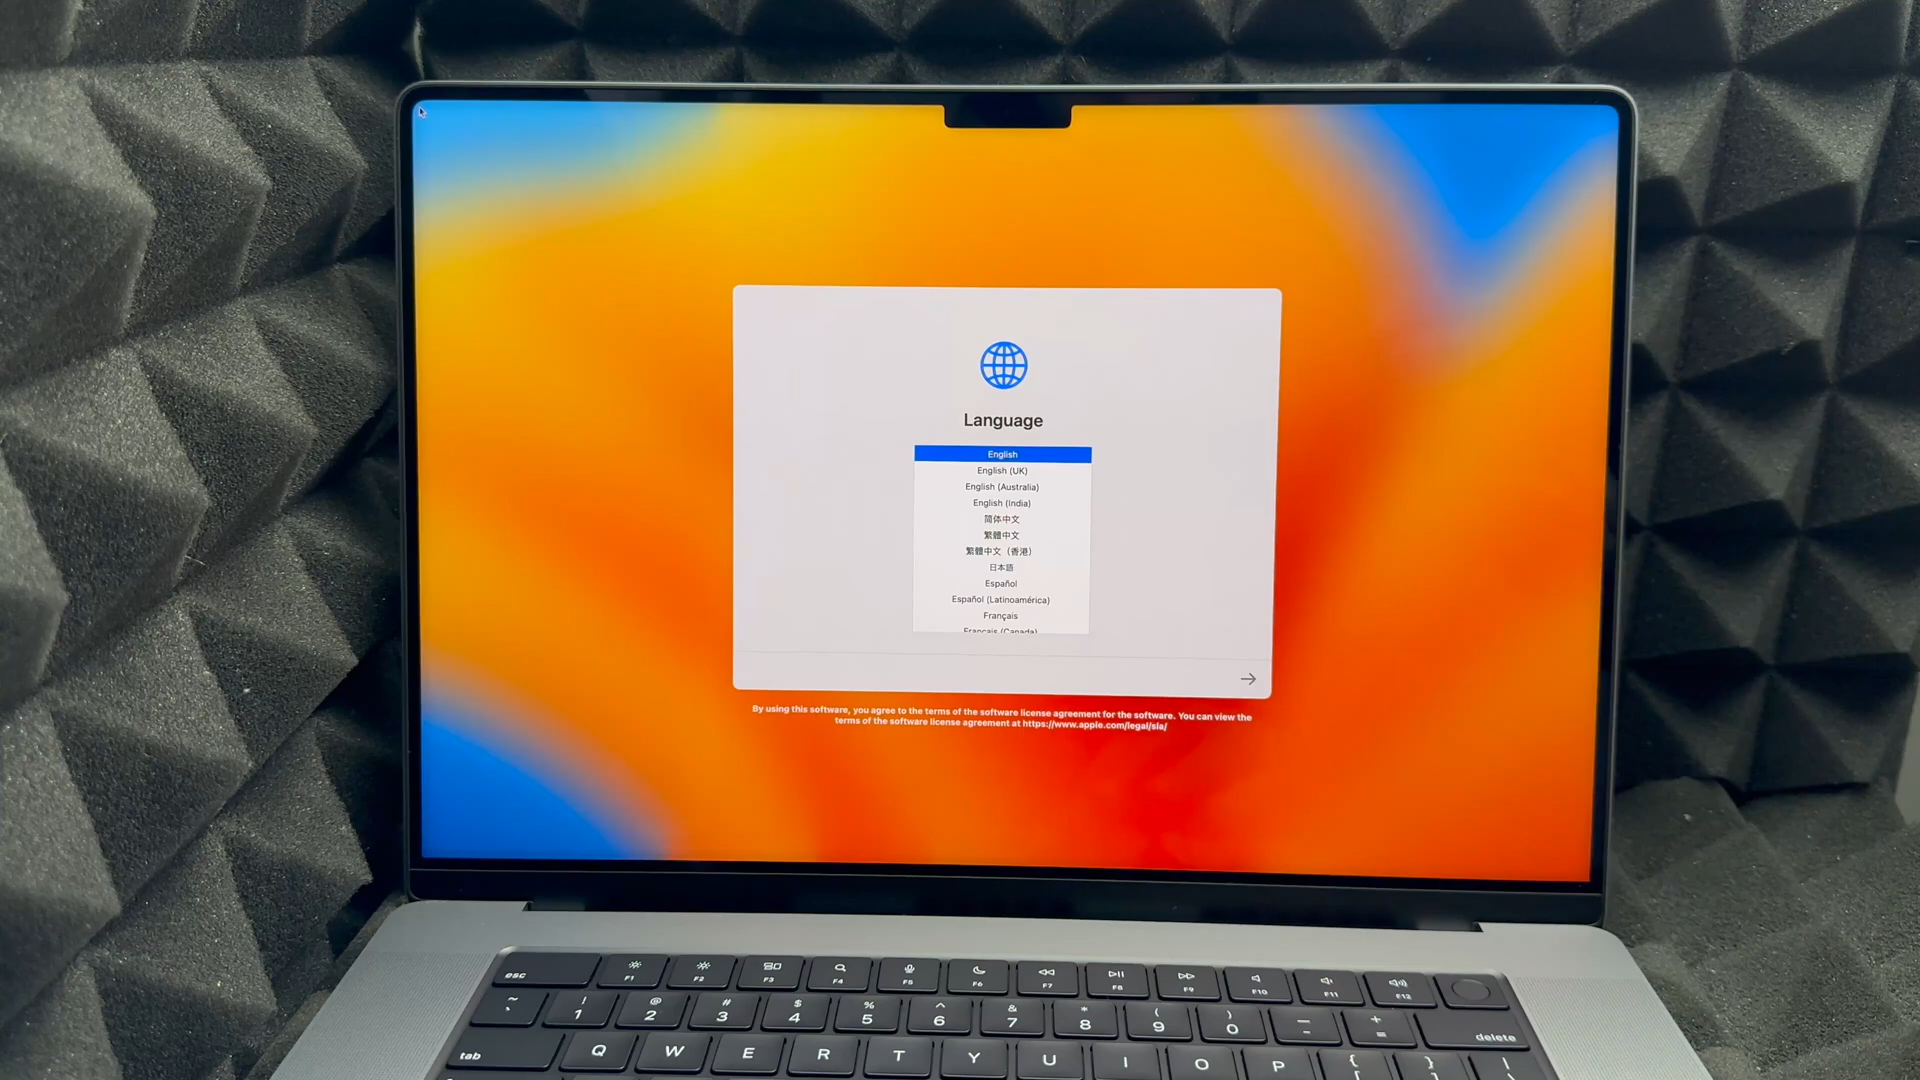 Language
English
English (UK)
English (Australia)
English (India)
简体中文
繁體中文
繁體中文（香港）
日本語
Español
Español (Latinoamérica)
Français
Français (Canada)
By using this software, you agree to the terms of the software license agreement for the software. You can view the
terms of the software license agreement at https://www.apple.com/legal/sla/
esc F1 F2 F3 F4 F5 F6 F7 F8 F9 F10 F11 F12
~ ! @ # $ % ^ & * ( ) _ +
` 1 2 3 4 5 6 7 8 9 0 - = delete
tab Q W E R T Y U I O P { } |
[ ] \